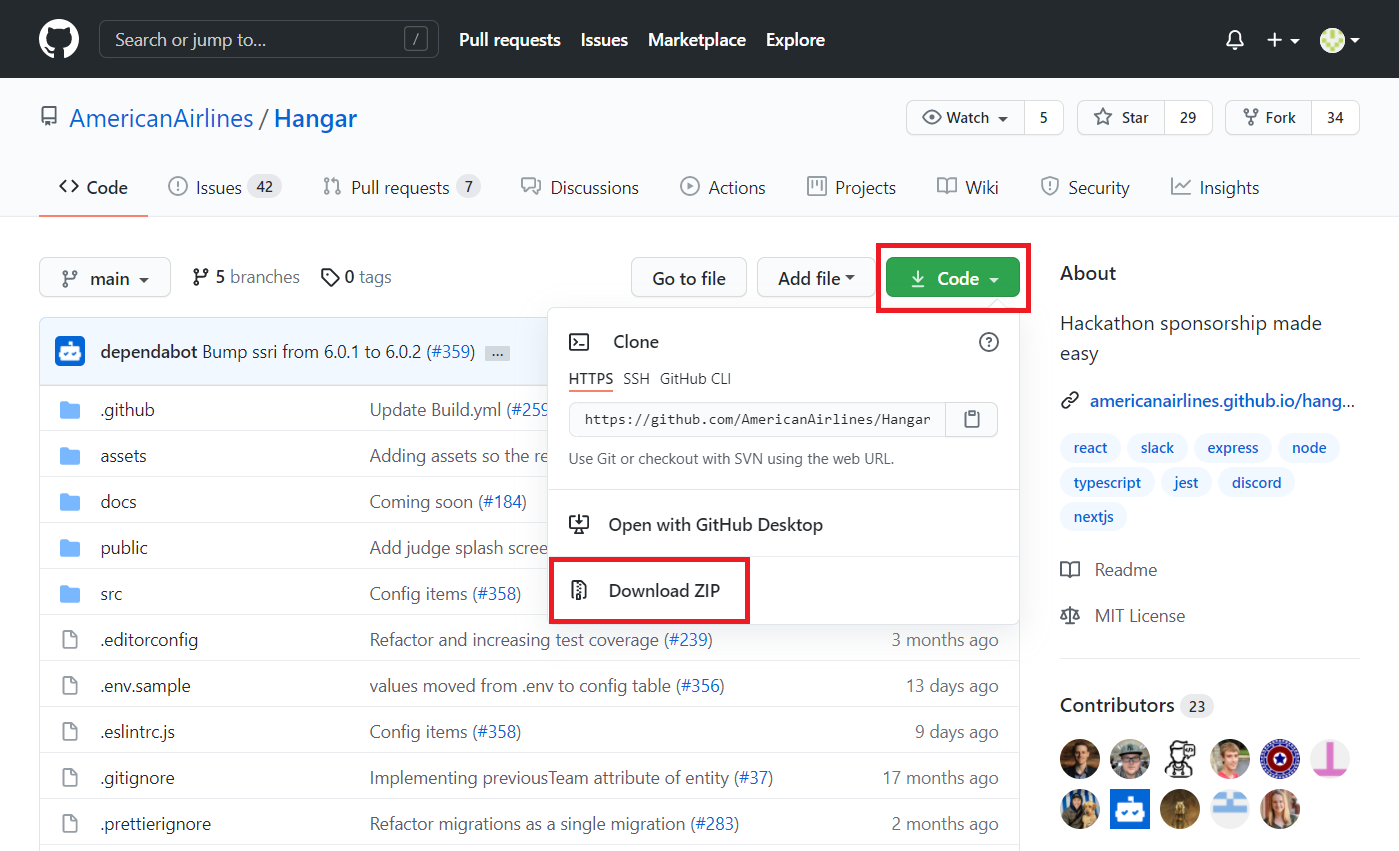 Search or jump to... /
Pull requests Issues Marketplace Explore
AmericanAirlines / Hangar
Watch 5 Star 29 Fork 34
Code Issues 42 Pull requests 7 Discussions Actions Projects Wiki Security Insights
main 5 branches 0 tags
Go to file Add file Code
dependabot Bump ssri from 6.0.1 to 6.0.2 (#359) ...
.github Update Build.yml (#259
assets Adding assets so the re
docs Coming soon (#184)
public Add judge splash scree
src Config items (#358)
.editorconfig Refactor and increasing test coverage (#239) 3 months ago
.env.sample values moved from .env to config table (#356) 13 days ago
.eslintrc.js Config items (#358) 9 days ago
.gitignore Implementing previousTeam attribute of entity (#37) 17 months ago
.prettierignore Refactor migrations as a single migration (#283) 2 months ago
Clone
HTTPS SSH GitHub CLI
https://github.com/AmericanAirlines/Hangar
Use Git or checkout with SVN using the web URL.
Open with GitHub Desktop
Download ZIP
About
Hackathon sponsorship made
easy
americanairlines.github.io/hang...
react slack express node
typescript jest discord
nextjs
Readme
MIT License
Contributors 23